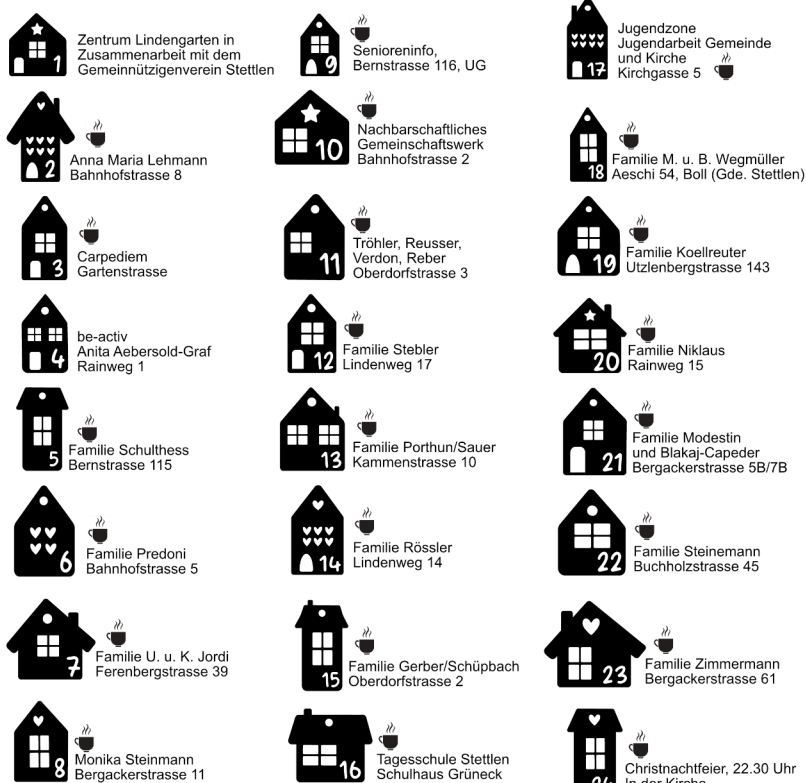 1
Zentrum Lindengarten in
Zusammenarbeit mit dem
Gemeinnützigenverein Stettlen
2
Anna Maria Lehmann
Bahnhofstrasse 8
3
Carpediem
Gartenstrasse
4
be-activ
Anita Aebersold-Graf
Rainweg 1
5
Familie Schulthess
Bernstrasse 115
6
Familie Predoni
Bahnhofstrasse 5
7
Familie U. u. K. Jordi
Ferenbergstrasse 39
8
Monika Steinmann
Bergackerstrasse 11
9
Senioreninfo,
Bernstrasse 116, UG
10
Nachbarschaftliches
Gemeinschaftswerk
Bahnhofstrasse 2
11
Tröhler, Reusser,
Verdon, Reber
Oberdorfstrasse 3
12
Familie Stebler
Lindenweg 17
13
Familie Porthun/Sauer
Kammenstrasse 10
14
Familie Rössler
Lindenweg 14
15
Familie Gerber/Schüpbach
Oberdorfstrasse 2
16
Tagesschule Stettlen
Schulhaus Grüneck
17
Jugendzone
Jugendarbeit Gemeinde
und Kirche
Kirchgasse 5
18
Familie M. u. B. Wegmüller
Aeschi 54, Boll (Gde. Stettlen)
19
Familie Koellreuter
Utzlenbergstrasse 143
20
Familie Niklaus
Rainweg 15
21
Familie Modestin
und Blakaj-Capeder
Bergackerstrasse 5B/7B
22
Familie Steinemann
Buchholzstrasse 45
23
Familie Zimmermann
Bergackerstrasse 61
24
Christnachtfeier, 22.30 Uhr
In der Kirche